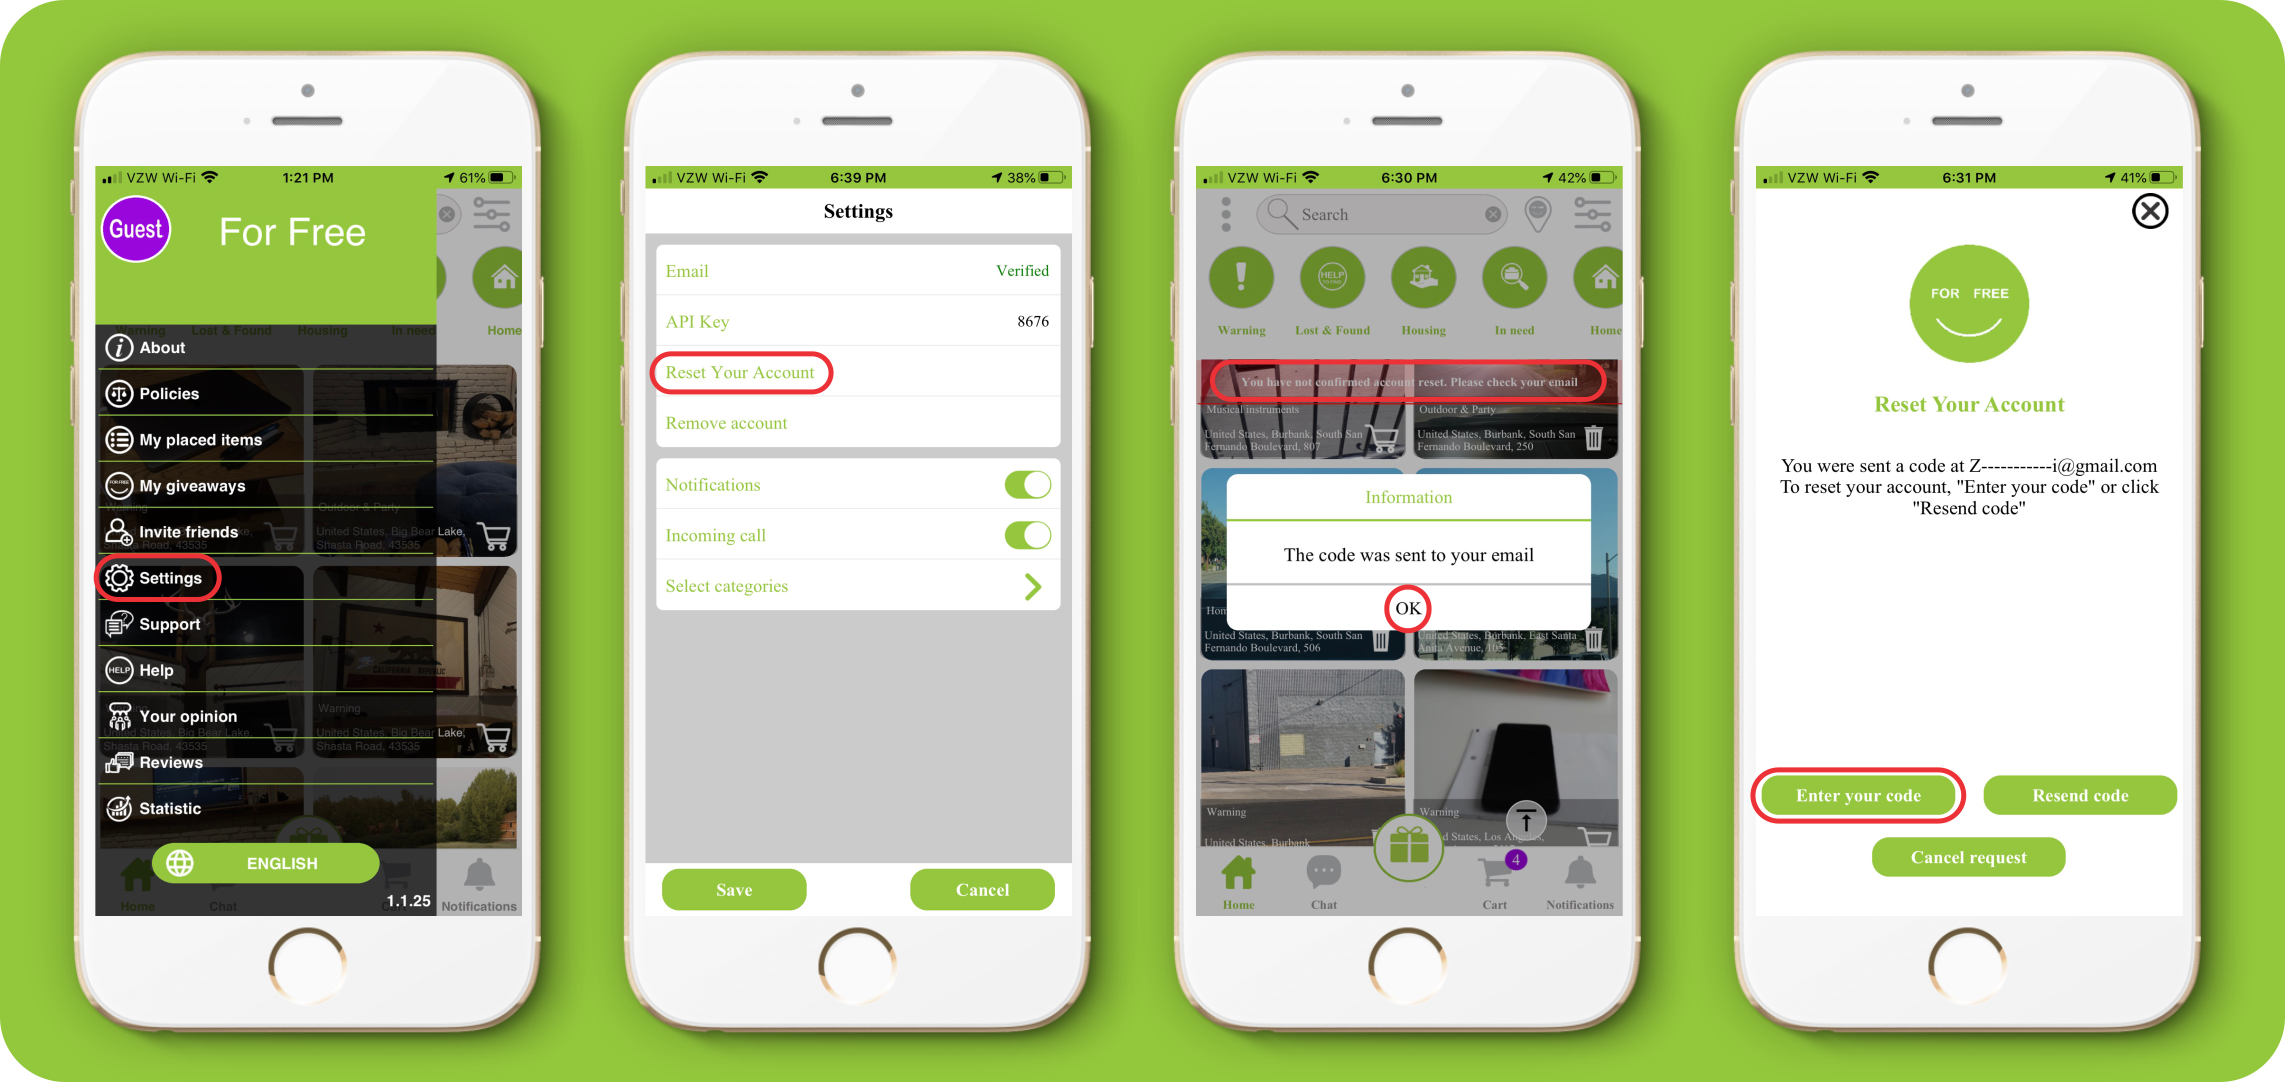 VZW Wi-Fi 1:21 PM 61%
Guest
For Free
Warning Lost & Found Housing In need Home
About
Policies
My placed items
My giveaways
Warning Outdoor & Party
Invite friends
United States, Big Bear Lake,
Shasta Road, 43535
Shasta Road, 43535
Settings
Support
HELP
Help
CALIFORNIA REPUBLIC
Your opinion
Warning
United States, Big Bear Lake,
Shasta Road, 43535
United States, Big Bear Lake,
Shasta Road, 43535
Reviews
Statistic
ENGLISH
1.1.25
Home Chat Cart Notifications
VZW Wi-Fi 6:39 PM 38%
Settings
Email Verified
API Key 8676
Reset Your Account
Remove account
Notifications
Incoming call
Select categories
Save Cancel
VZW Wi-Fi 6:30 PM 42%
Search
HELP
Warning Lost & Found Housing In need Home
You have not confirmed account reset. Please check your email
Musical instruments
United States, Burbank, South San
Fernando Boulevard, 807
Outdoor & Party
United States, Burbank, South San
Fernando Boulevard, 250
Information
The code was sent to your email
OK
Hom
United States, Burbank, South San
Fernando Boulevard, 506
United States, Burbank, East Santa
Anita Avenue, 105
Warning
United States, Burbank
Warning
d States, Los Angeles,
4
Home Chat Cart Notifications
VZW Wi-Fi 6:31 PM 41%
FOR FREE
Reset Your Account
You were sent a code at Z-----------i@gmail.com
To reset your account, "Enter your code" or click
"Resend code"
Enter your code Resend code
Cancel request